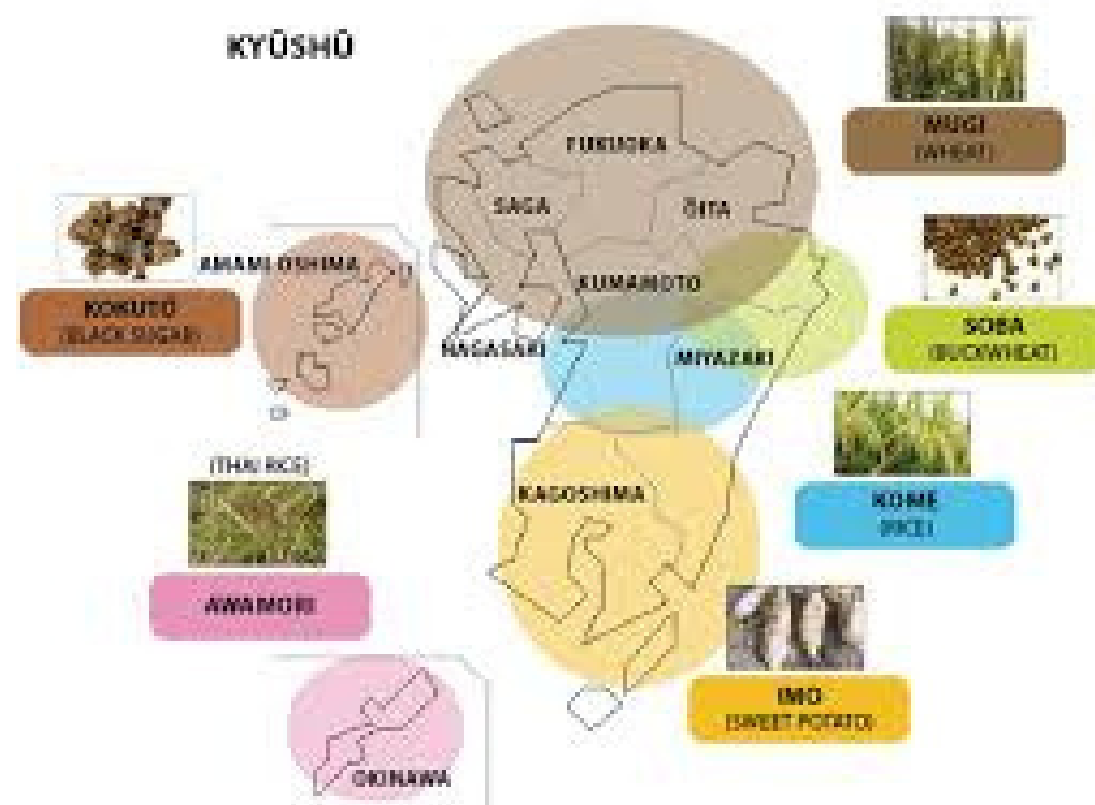 KYŪSHŪ
MUGI
(WHEAT)
FUKUOKA
SAGA
ŌITA
AMAMI OSHIMA
KUMAMOTO
KOKUTŌ
(BLACK SUGAR)
SOBA
(BUCKWHEAT)
NAGASAKI
MIYAZAKI
(THAI RICE)
KAGOSHIMA
KOME
(RICE)
AWAMORI
IMO
(SWEET POTATO)
OKINAWA